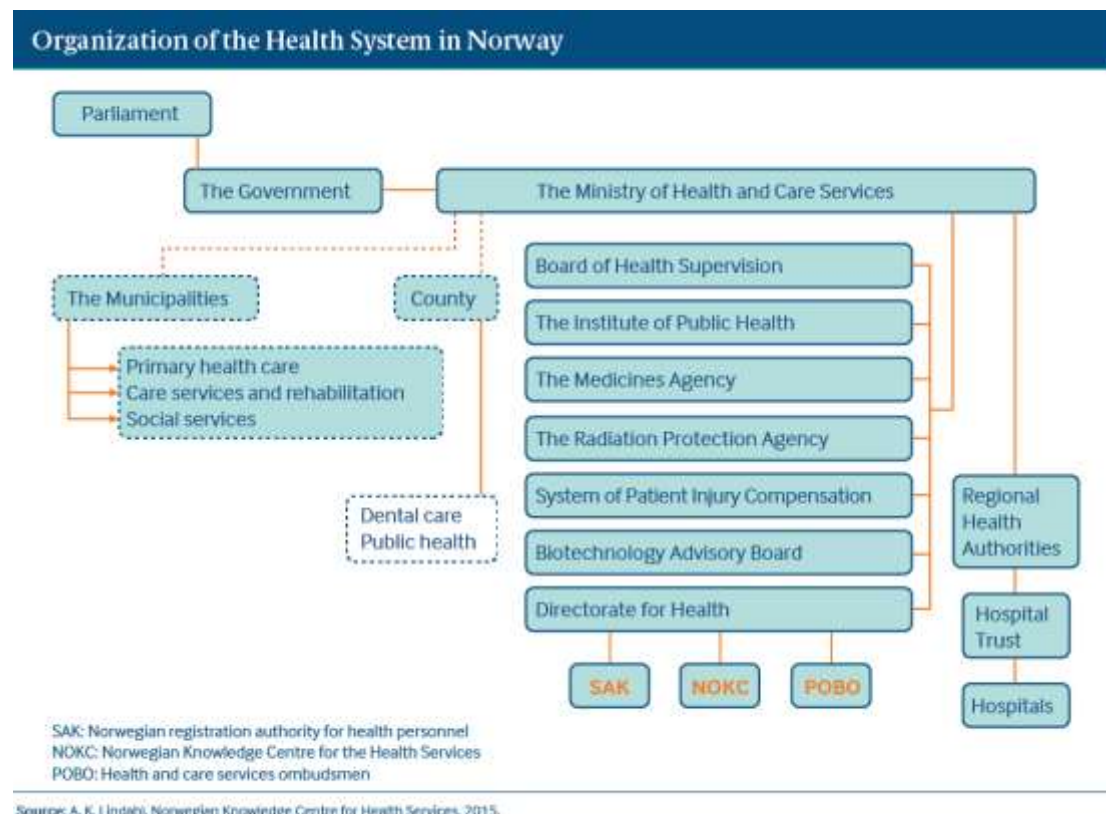 Organization of the Health System in Norway
Parliament
The Government
The Ministry of Health and Care Services
The Municipalities
County
Primary health care
Care services and rehabilitation
Social services
Dental care
Public health
Board of Health Supervision
The Institute of Public Health
The Medicines Agency
The Radiation Protection Agency
System of Patient Injury Compensation
Biotechnology Advisory Board
Directorate for Health
SAK
NOKC
POBO
Regional
Health
Authorities
Hospital
Trust
Hospitals
SAK: Norwegian registration authority for health personnel
NOKC: Norwegian Knowledge Centre for the Health Services
POBO: Health and care services ombudsmen
Source: A. K. Lindahl, Norwegian Knowledge Centre for Health Services, 2015.